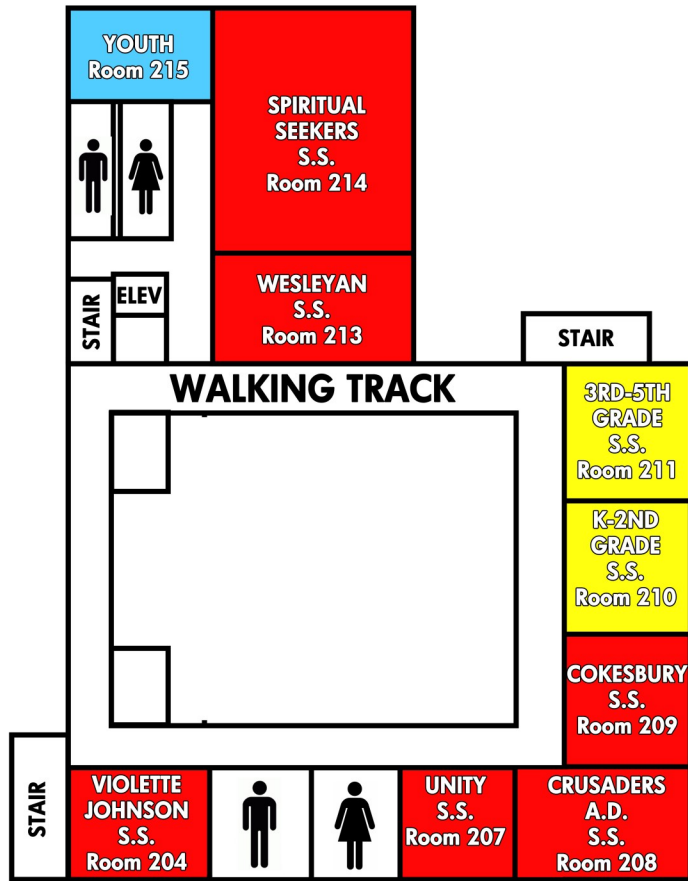 YOUTH
Room 215
SPIRITUAL
SEEKERS
S.S.
Room 214
STAIR
ELEV
WESLEYAN
S.S.
Room 213
STAIR
WALKING TRACK
3RD-5TH
GRADE
S.S.
Room 211
K-2ND
GRADE
S.S.
Room 210
COKESBURY
S.S.
Room 209
STAIR
VIOLETTE
JOHNSON
S.S.
Room 204
UNITY
S.S.
Room 207
CRUSADERS
A.D.
S.S.
Room 208